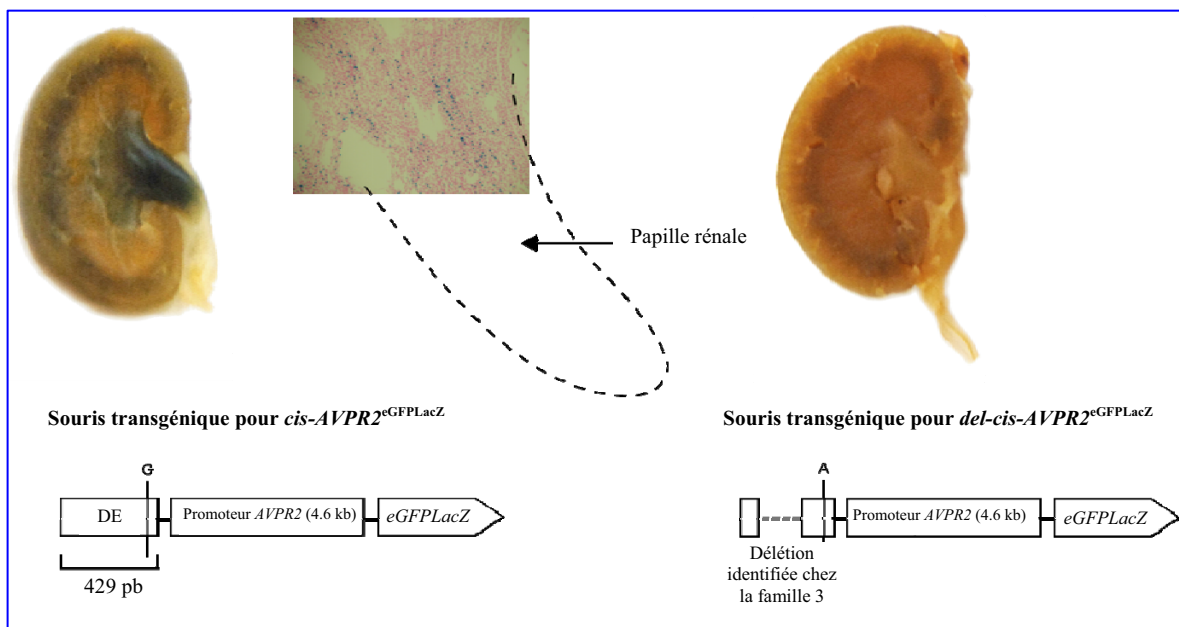 Papille rénale
Souris transgénique pour cis-AVPR2eGFPLacZ
G
DE
Promoteur AVPR2 (4.6 kb)
eGFPLacZ
429 pb
Souris transgénique pour del-cis-AVPR2eGFPLacZ
A
Promoteur AVPR2 (4.6 kb)
eGFPLacZ
Délétion
identifiée chez
la famille 3